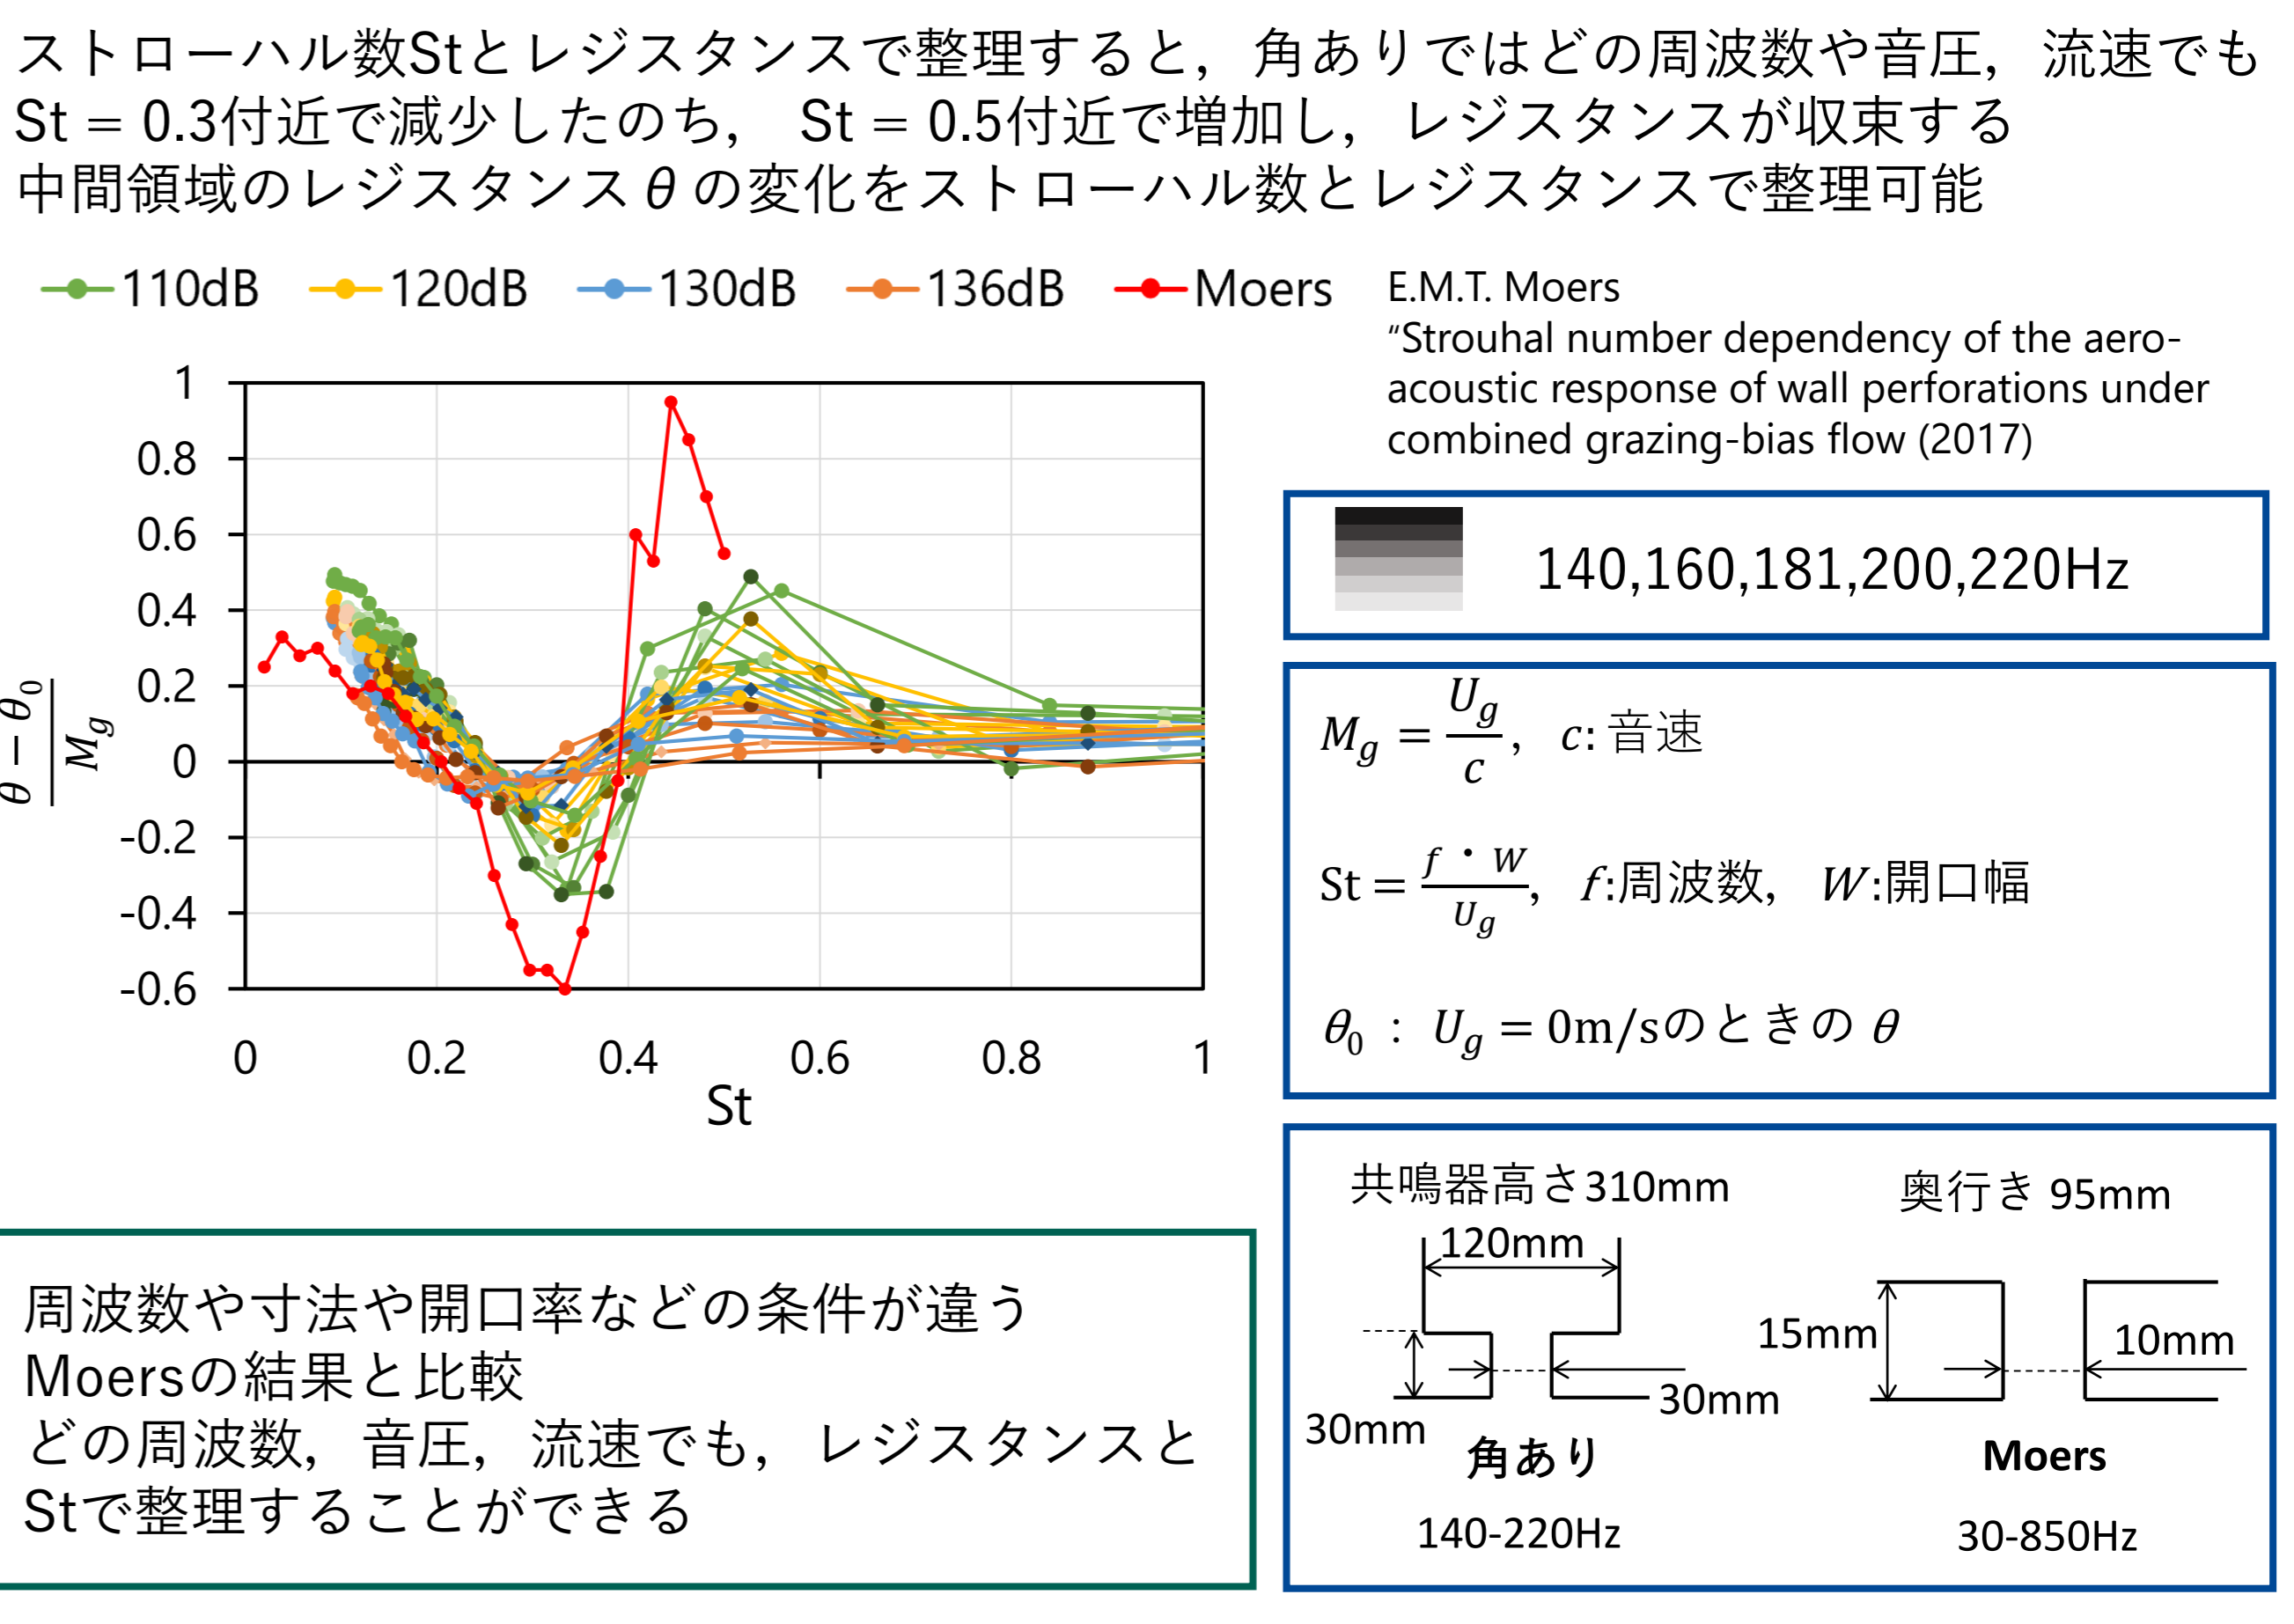 ストローハル数Stとレジスタンスで整理すると，角ありではどの周波数や音圧，流速でも
St = 0.3付近で減少したのち， St = 0.5付近で増加し，レジスタンスが収束する
中間領域のレジスタンス θ の変化をストローハル数とレジスタンスで整理可能
110dB 120dB 130dB 136dB Moers
E.M.T. Moers
“Strouhal number dependency of the aero-
acoustic response of wall perforations under
combined grazing-bias flow (2017)
1
0.8
0.6
0.4
0.2
0
-0.2
-0.4
-0.6
θ − θ0
Mg
0 0.2 0.4 0.6 0.8 1
St
140,160,181,200,220Hz
Mg = Ug/c, c: 音速
St = f・W/Ug, f:周波数, W:開口幅
θ0 : Ug = 0m/sのときの θ
共鳴器高さ310mm
120mm
30mm
30mm
角あり
140-220Hz
奥行き 95mm
15mm
10mm
Moers
30-850Hz
周波数や寸法や開口率などの条件が違う
Moersの結果と比較
どの周波数，音圧，流速でも，レジスタンスと
Stで整理することができる